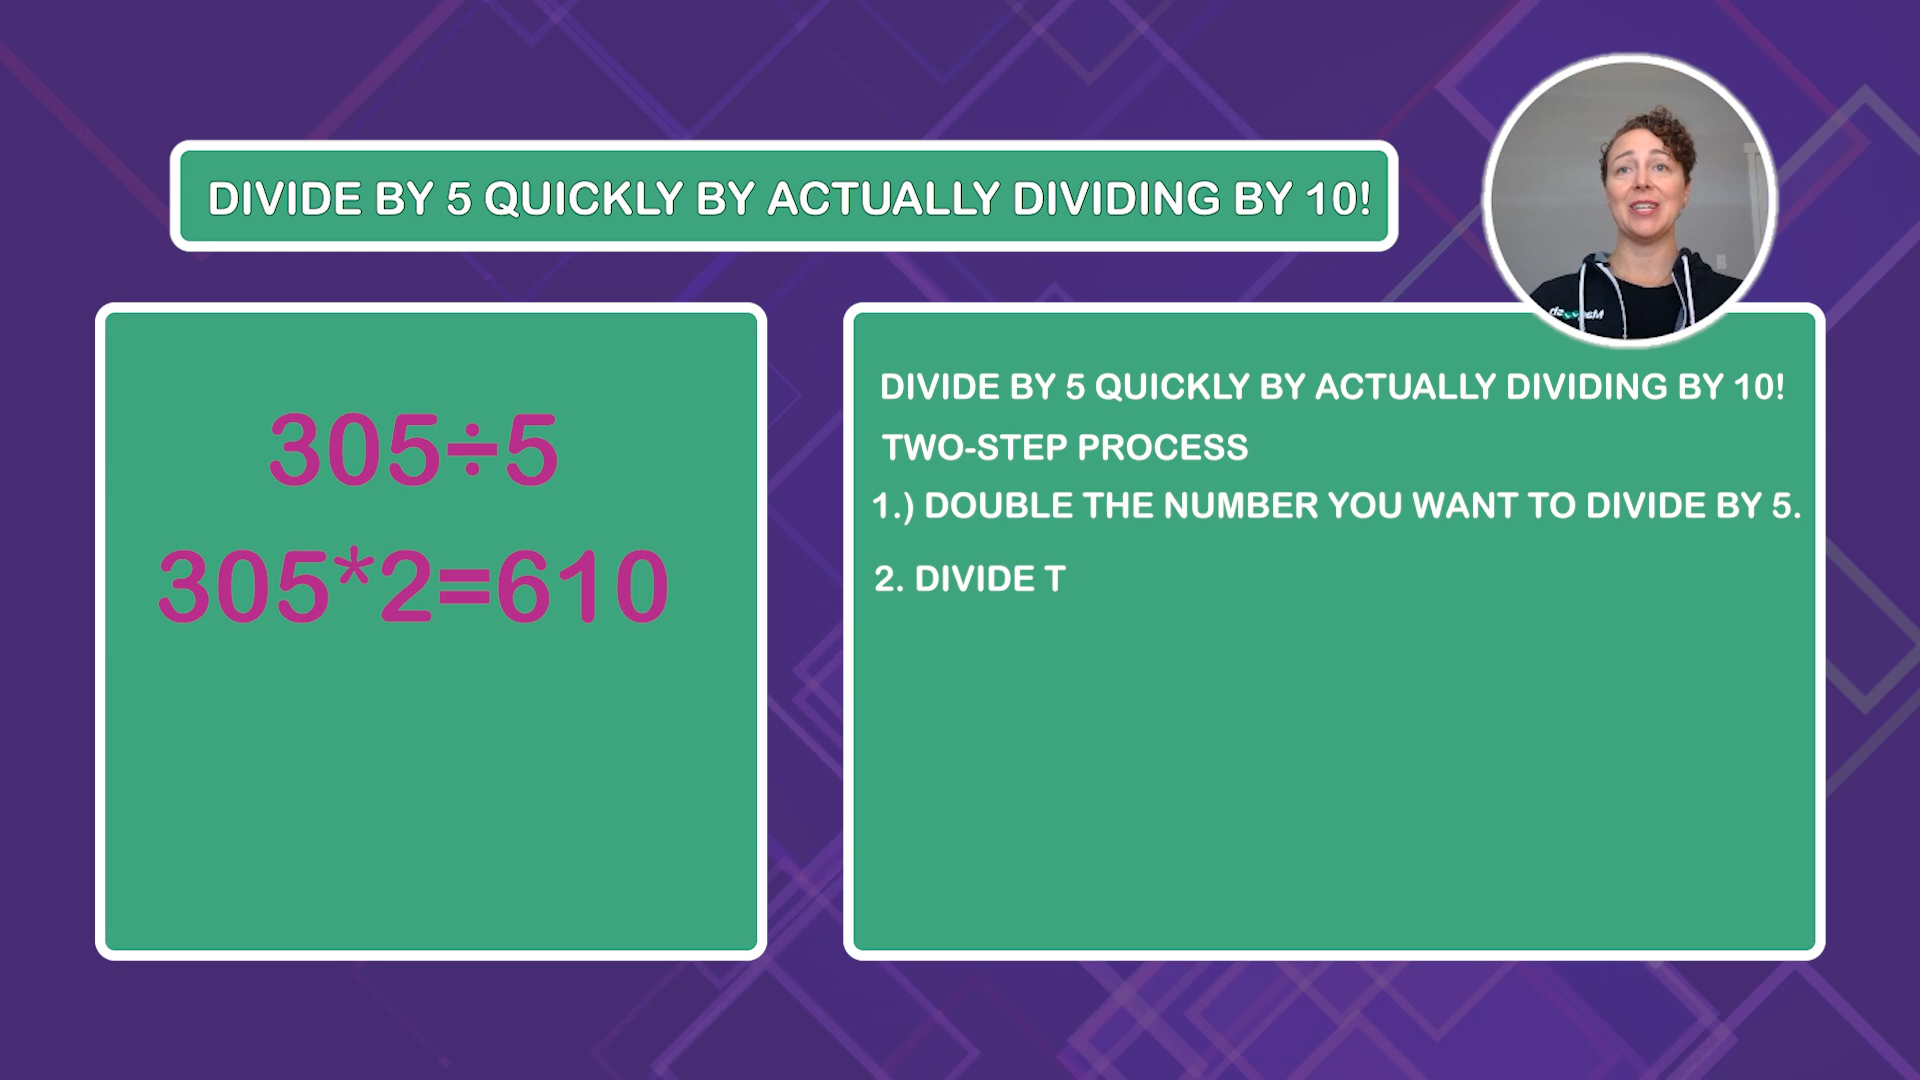 DIVIDE BY 5 QUICKLY BY ACTUALLY DIVIDING BY 10!
305÷5
305*2=610
DIVIDE BY 5 QUICKLY BY ACTUALLY DIVIDING BY 10!
TWO-STEP PROCESS
1.) DOUBLE THE NUMBER YOU WANT TO DIVIDE BY 5.
2. DIVIDE T